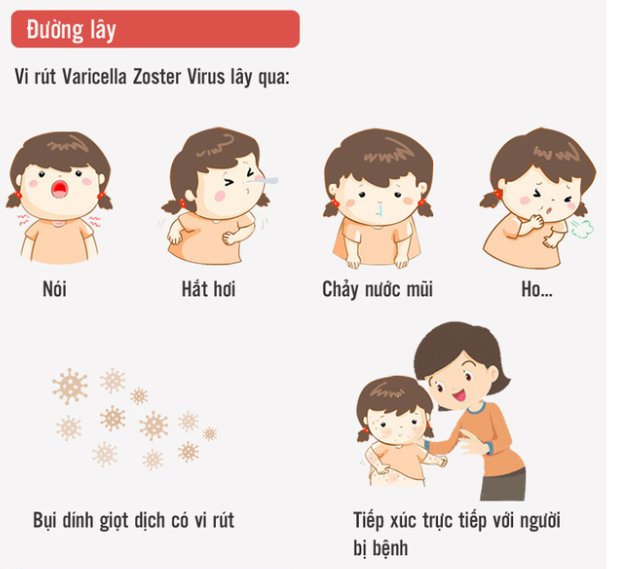 Đường lây
Vi rút Varicella Zoster Virus lây qua:
Nói
Hắt hơi
Chảy nước mũi
Ho...
Bụi dính giọt dịch có vi rút
Tiếp xúc trực tiếp với người
bị bệnh